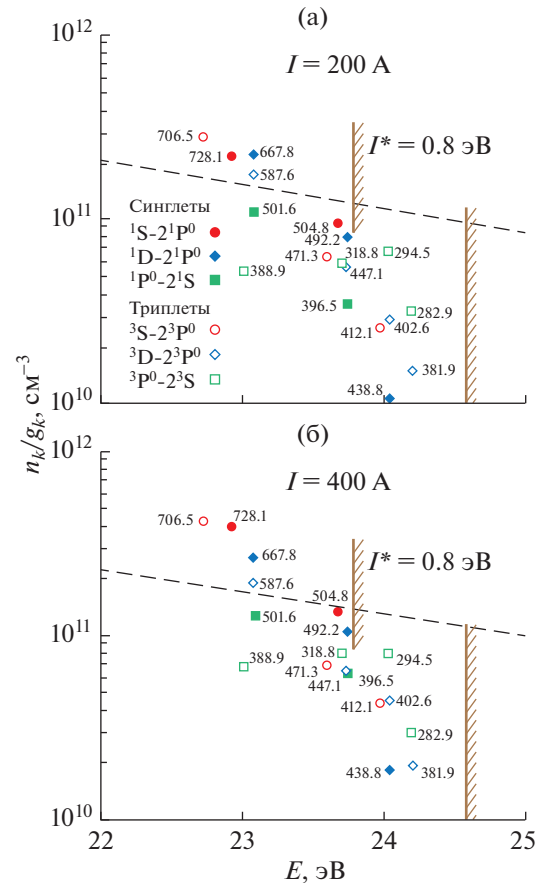 (а)
10¹²
I = 200 А
706.5
728.1
667.8
587.6
I* = 0.8 эВ
10¹¹
Синглеты
501.6
504.8
492.2
¹S-2¹P⁰
¹D-2¹P⁰
471.3
318.8
294.5
¹P⁰-2¹S
388.9
447.1
Триплеты
396.5
282.9
³S-2³P⁰
412.1
402.6
³D-2³P⁰
381.9
³P⁰-2³S
438.8
10¹⁰
nₖ/gₖ, см⁻³
(б)
10¹²
I = 400 А
706.5
728.1
667.8
I* = 0.8 эВ
587.6
504.8
501.6
492.2
10¹¹
388.9
318.8
294.5
471.3
447.1
396.5
412.1
402.6
282.9
438.8
381.9
10¹⁰
22
23
24
25
E, эВ